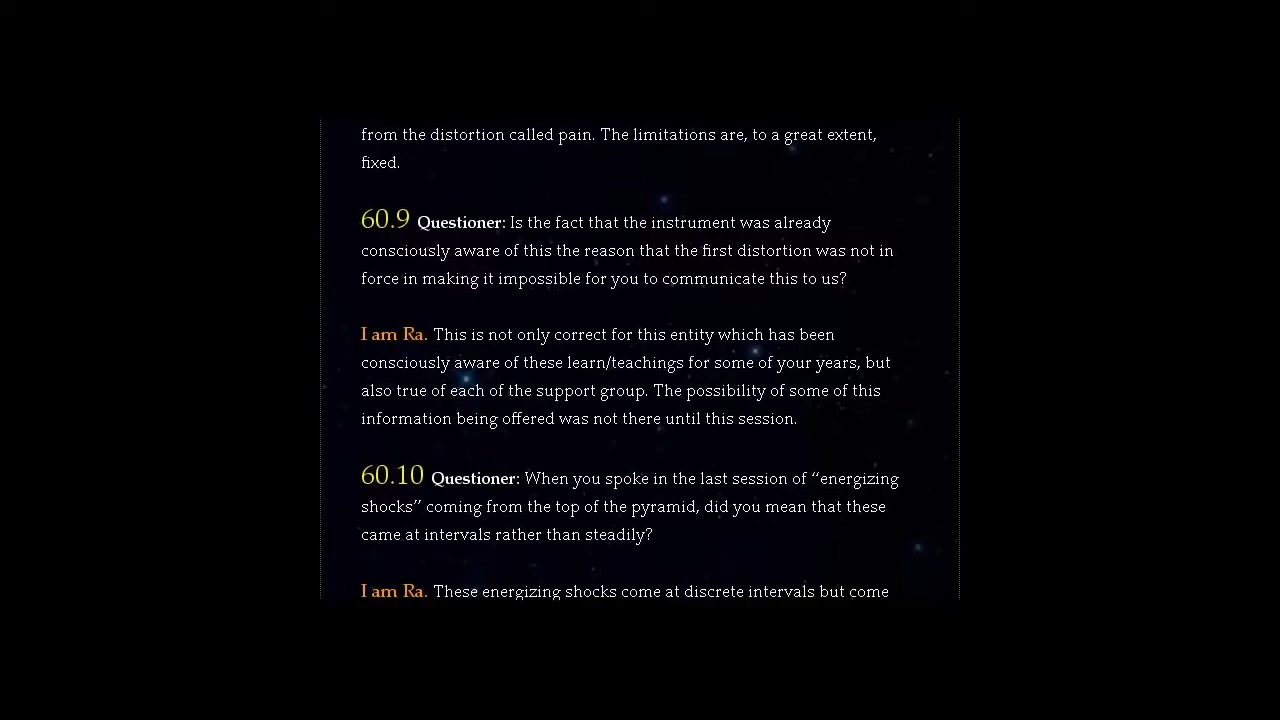 from the distortion called pain. The limitations are, to a great extent,
fixed.
60.9 Questioner: Is the fact that the instrument was already
consciously aware of this the reason that the first distortion was not in
force in making it impossible for you to communicate this to us?
I am Ra. This is not only correct for this entity which has been
consciously aware of these learn/teachings for some of your years, but
also true of each of the support group. The possibility of some of this
information being offered was not there until this session.
60.10 Questioner: When you spoke in the last session of “energizing
shocks” coming from the top of the pyramid, did you mean that these
came at intervals rather than steadily?
I am Ra. These energizing shocks come at discrete intervals but come